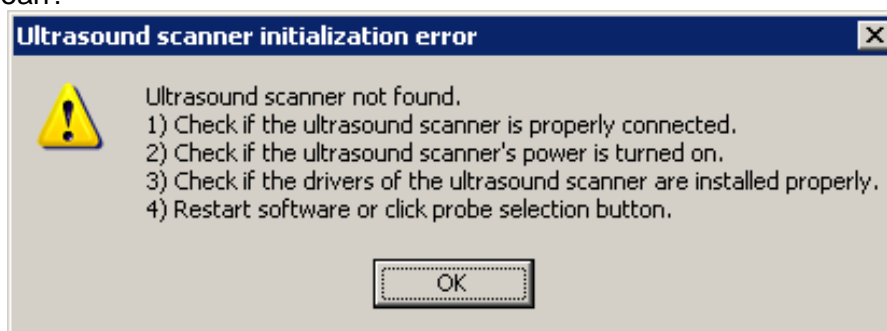 can?
Ultrasound scanner initialization error
Ultrasound scanner not found.
1) Check if the ultrasound scanner is properly connected.
2) Check if the ultrasound scanner's power is turned on.
3) Check if the drivers of the ultrasound scanner are installed properly.
4) Restart software or click probe selection button.
OK